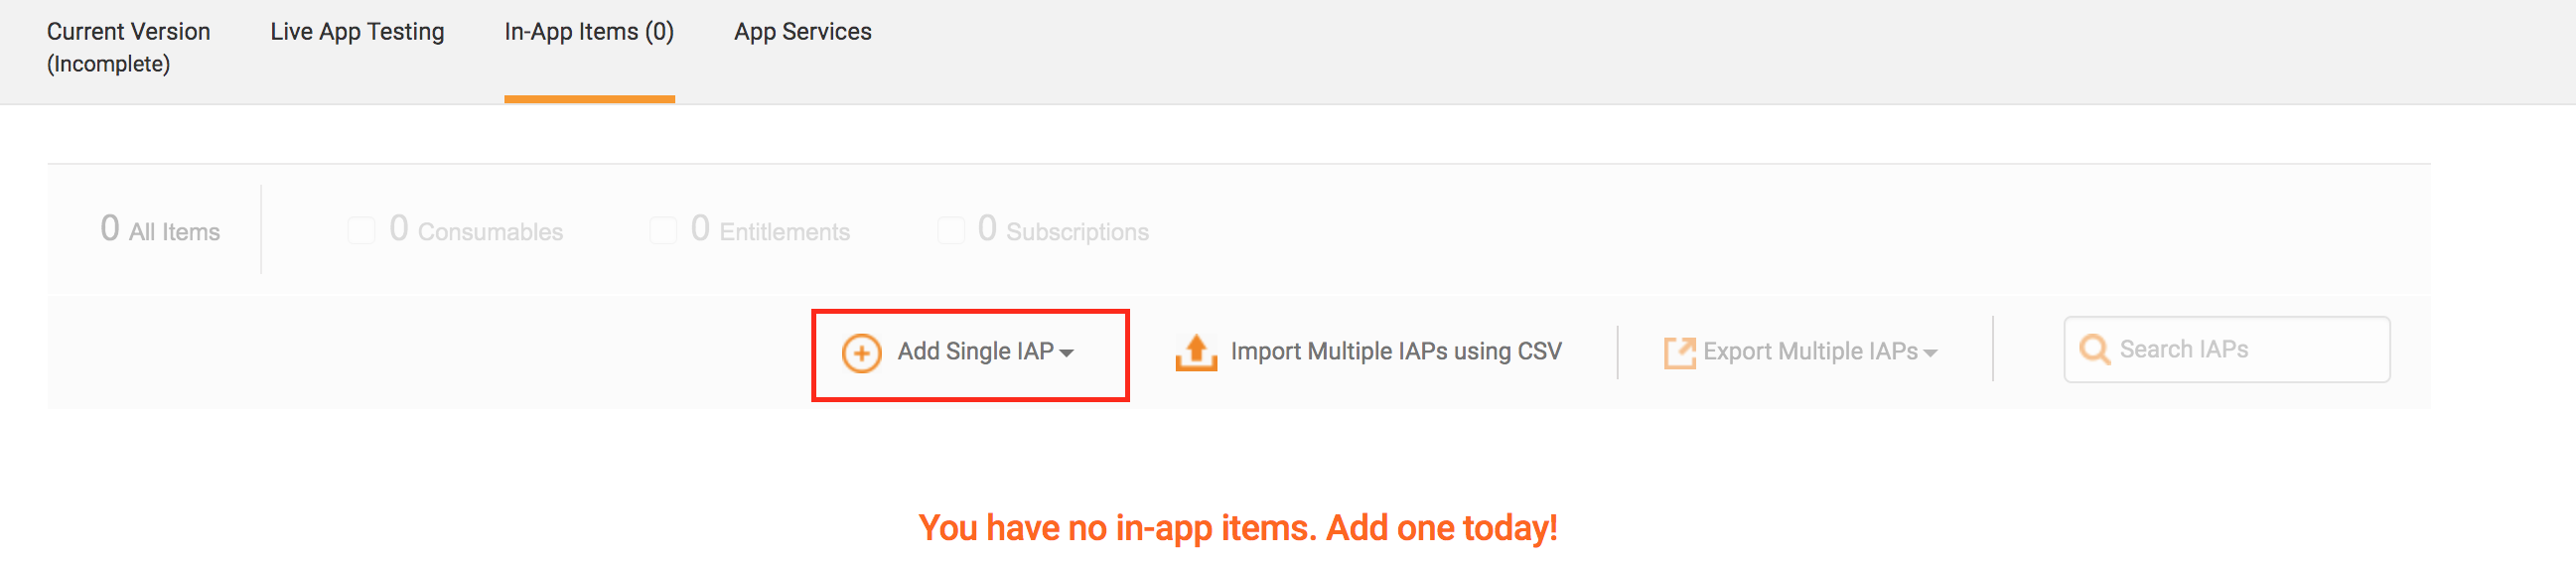 Current Version
(Incomplete)
Live App Testing
In-App Items (0)
App Services
0 All Items
0 Consumables
0 Entitlements
0 Subscriptions
Add Single IAP
Import Multiple IAPs using CSV
Export Multiple IAPs
Search IAPs
You have no in-app items. Add one today!